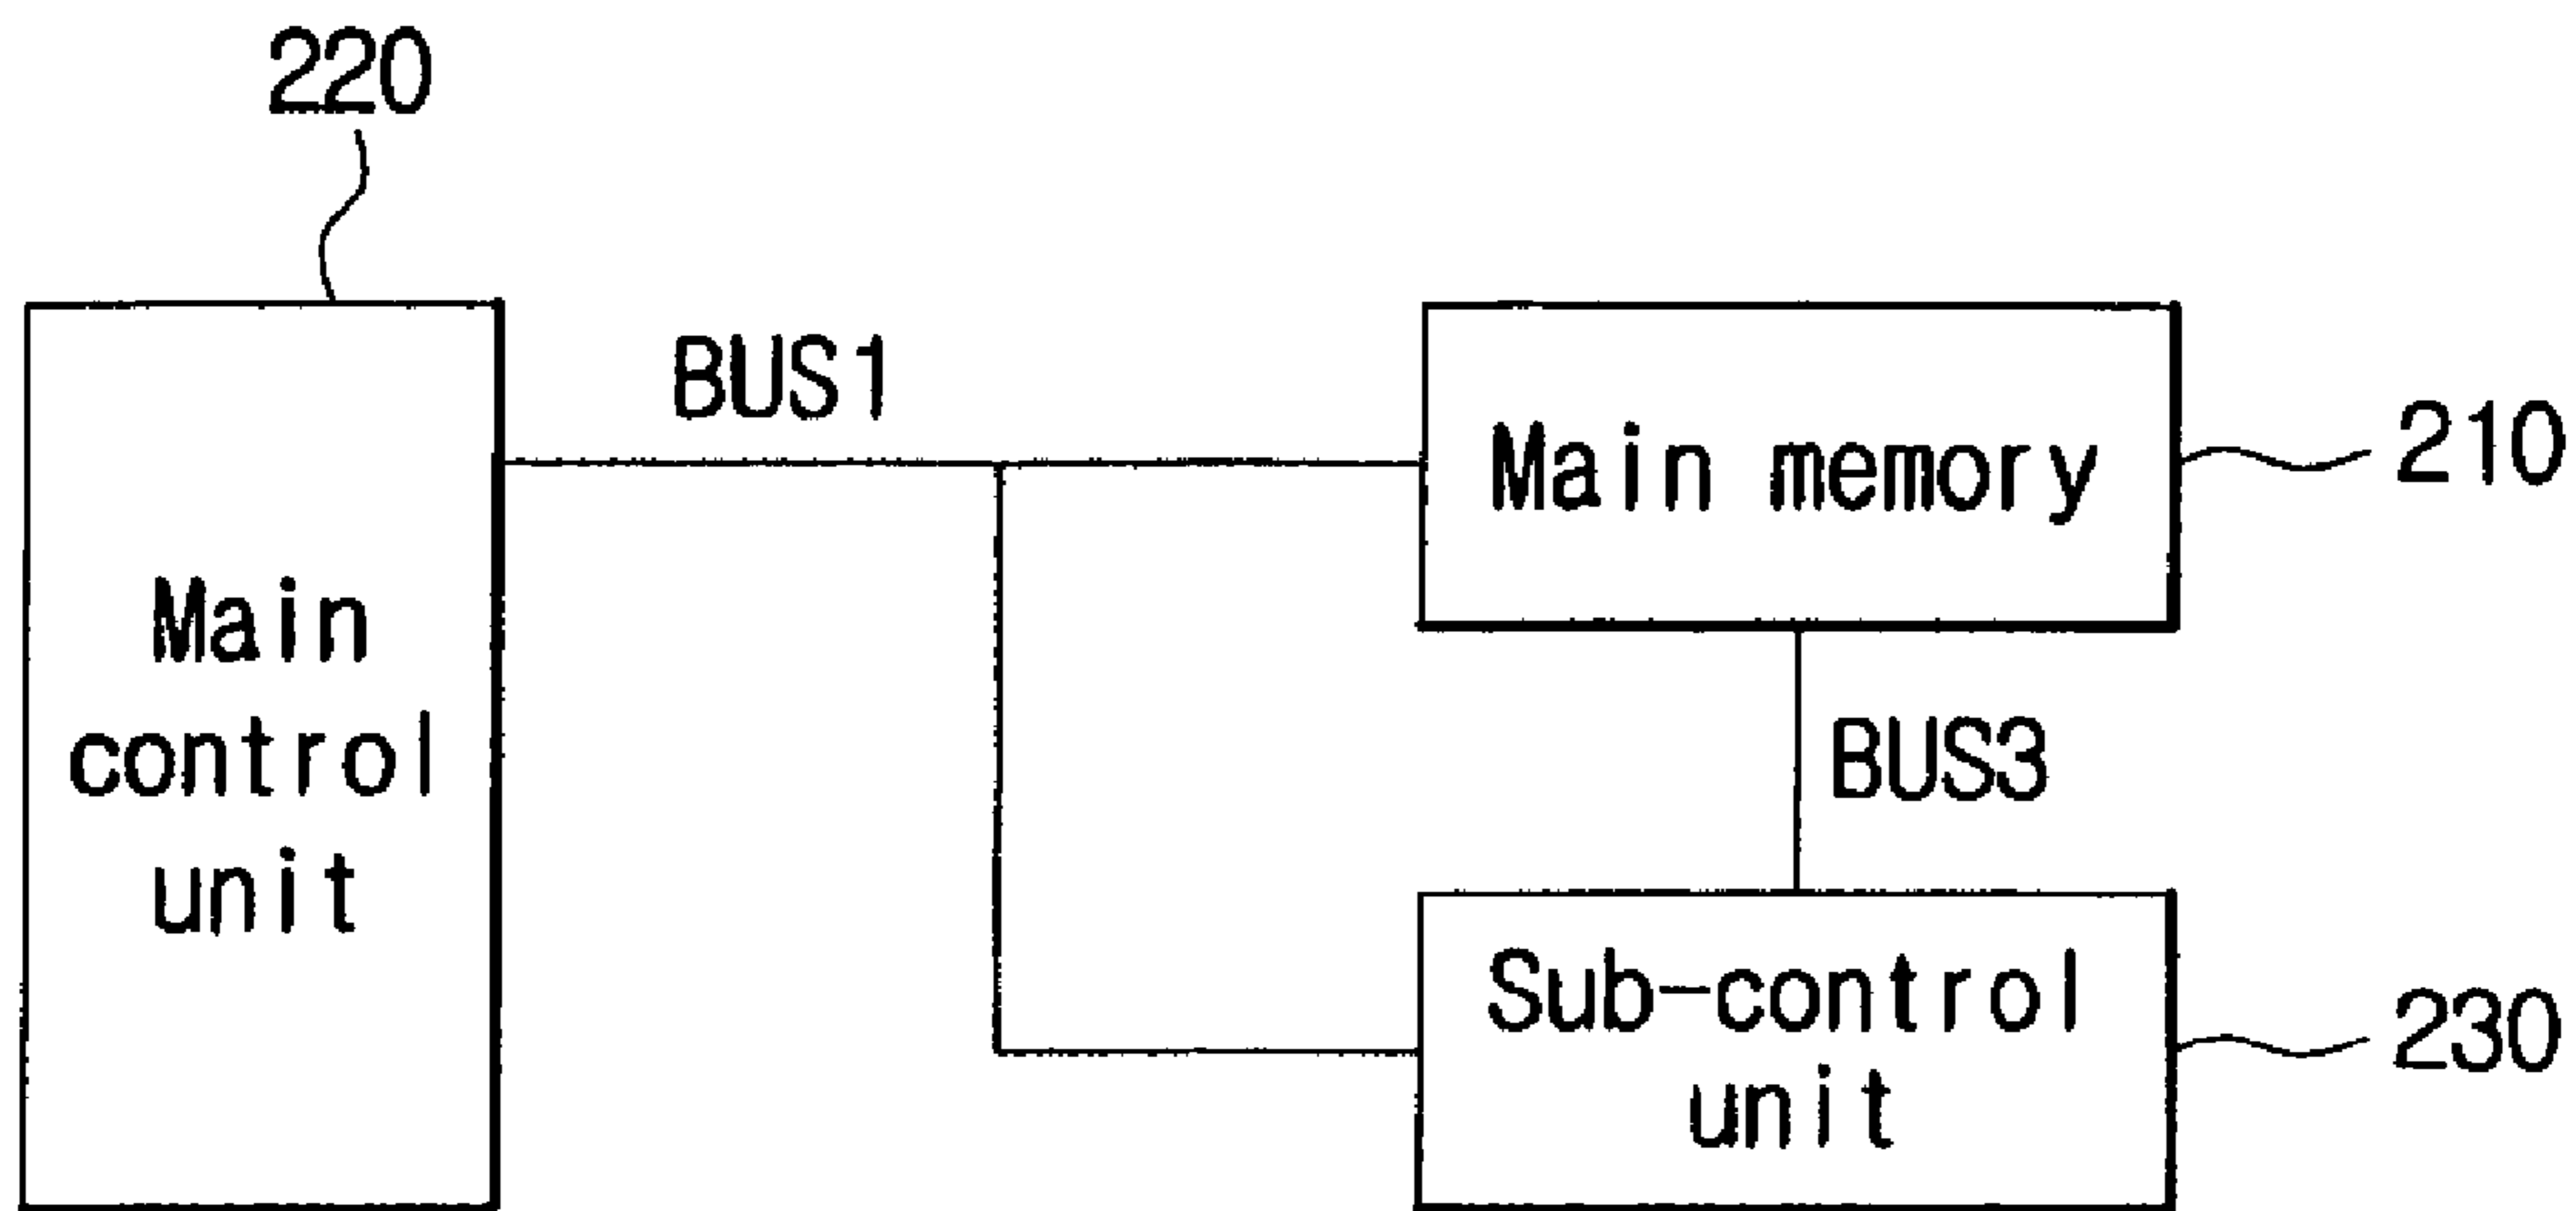 220
BUS1
Main memory
210
Main
control
unit
BUS3
Sub-control
unit
230